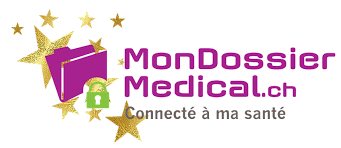 MonDossier
Medical.ch
Connecté à ma santé